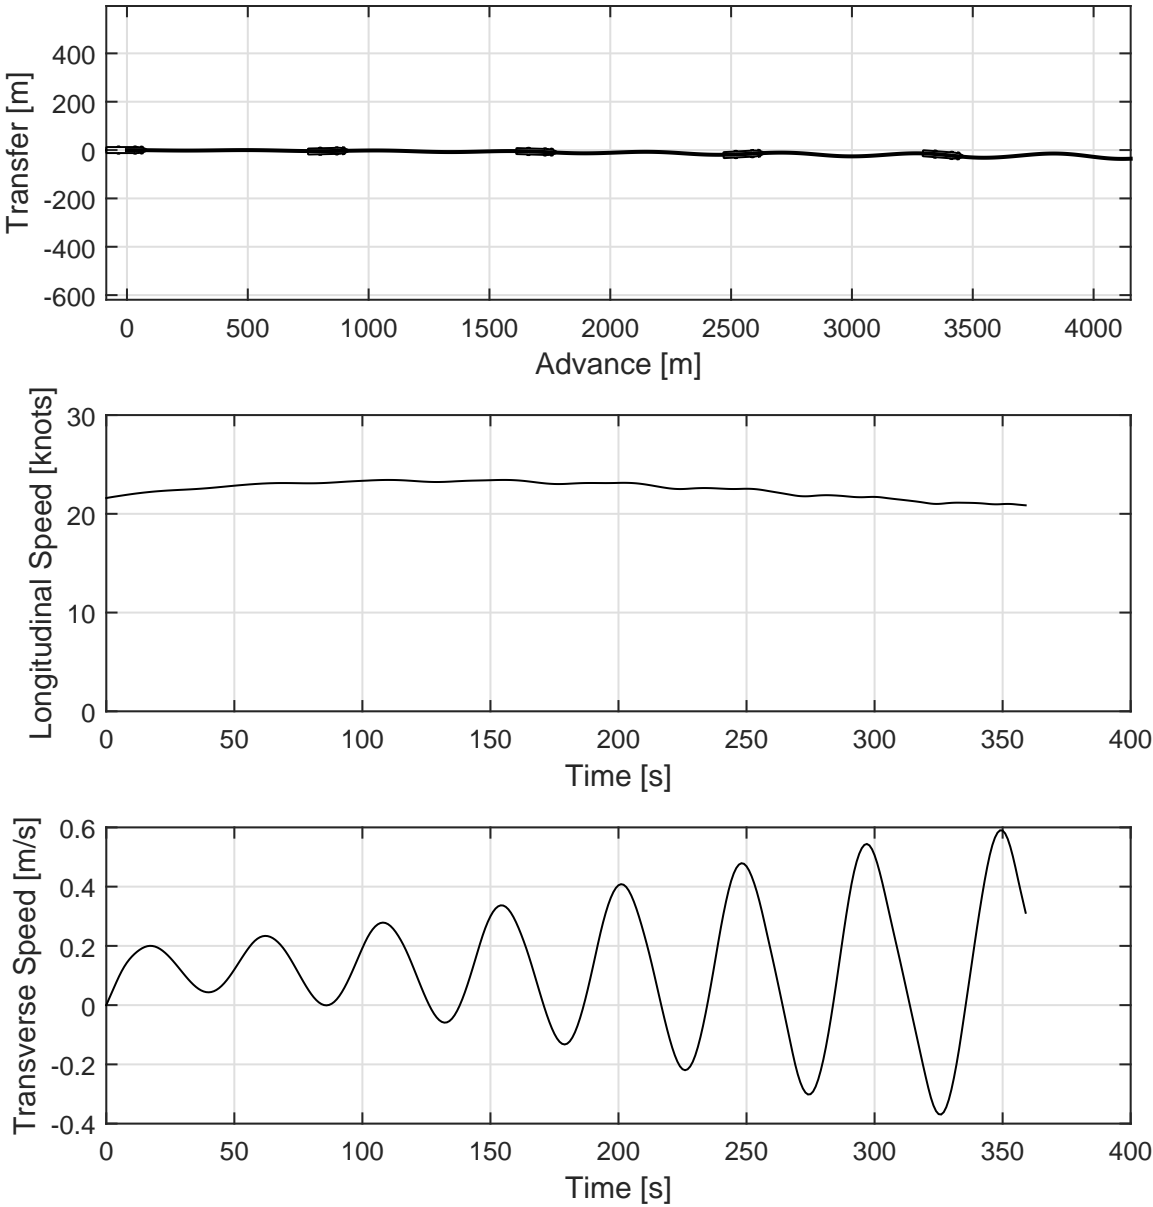 400
200
0
-200
-400
-600
Transfer [m]
0 500 1000 1500 2000 2500 3000 3500 4000
Advance [m]
30
20
10
0
Longitudinal Speed [knots]
0 50 100 150 200 250 300 350 400
Time [s]
0.6
0.4
0.2
0
-0.2
-0.4
Transverse Speed [m/s]
0 50 100 150 200 250 300 350 400
Time [s]